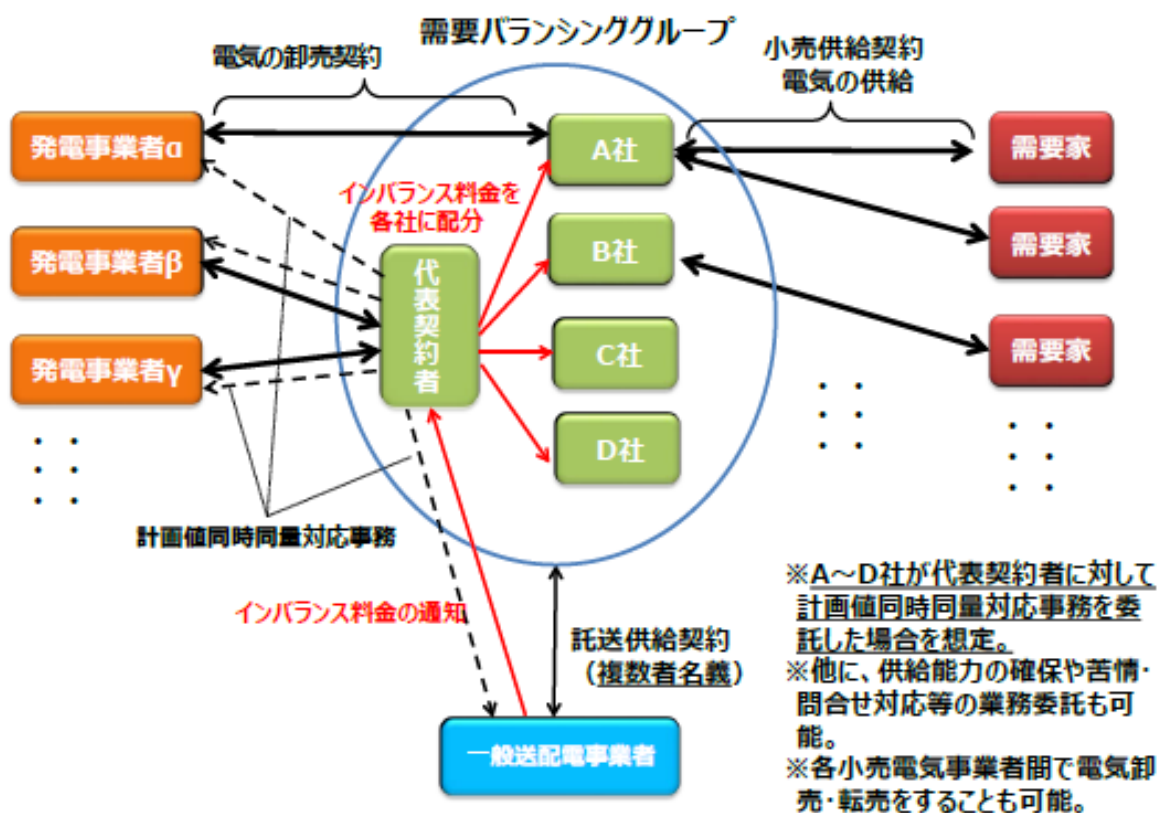 需要バランシンググループ
電気の卸売契約
小売供給契約
電気の供給
発電事業者α
発電事業者β
発電事業者γ
インバランス料金を
各社に配分
代表契約者
A社
B社
C社
D社
需要家
需要家
需要家
計画値同時同量対応事務
インバランス料金の通知
託送供給契約
（複数者名義）
一般送配電事業者
※A～D社が代表契約者に対して
計画値同時同量対応事務を委
託した場合を想定。
※他に、供給能力の確保や苦情・
問合せ対応等の業務委託も可
能。
※各小売電気事業者間で電気卸
売・転売をすることも可能。